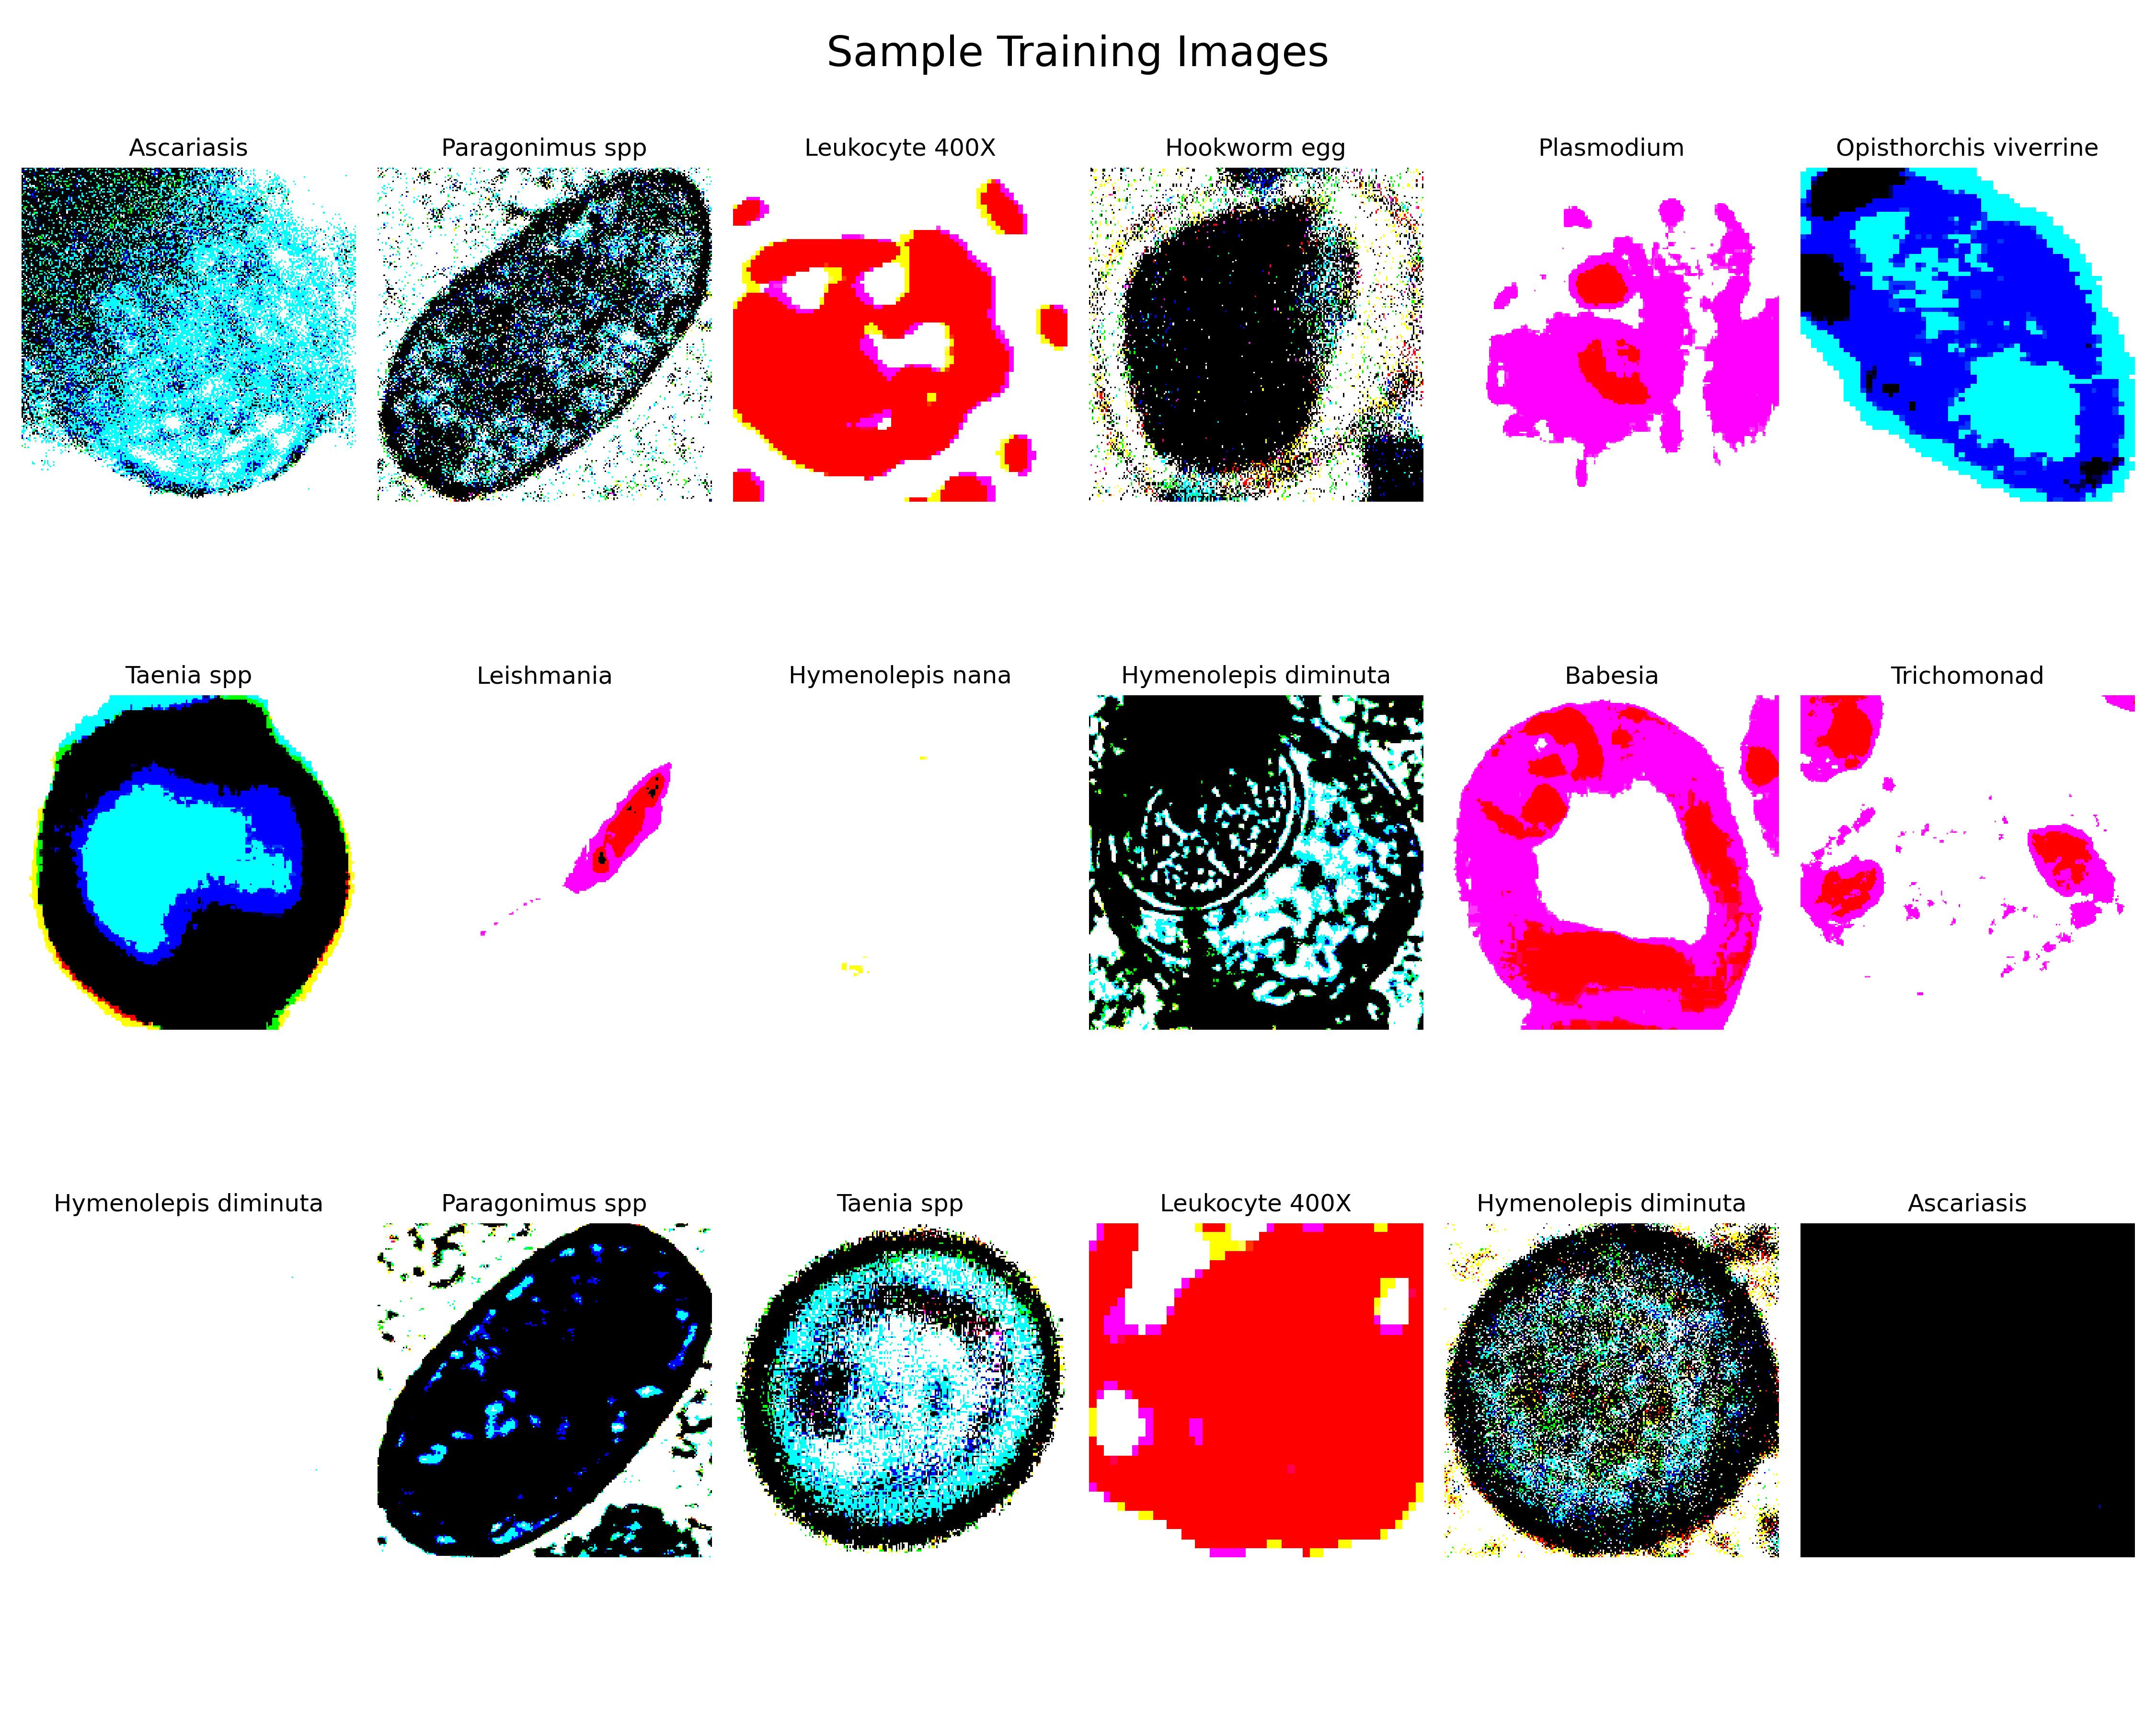 Sample Training Images
Ascariasis
Paragonimus spp
Leukocyte 400X
Hookworm egg
Plasmodium
Opisthorchis viverrine
Taenia spp
Leishmania
Hymenolepis nana
Hymenolepis diminuta
Babesia
Trichomonad
Hymenolepis diminuta
Paragonimus spp
Taenia spp
Leukocyte 400X
Hymenolepis diminuta
Ascariasis